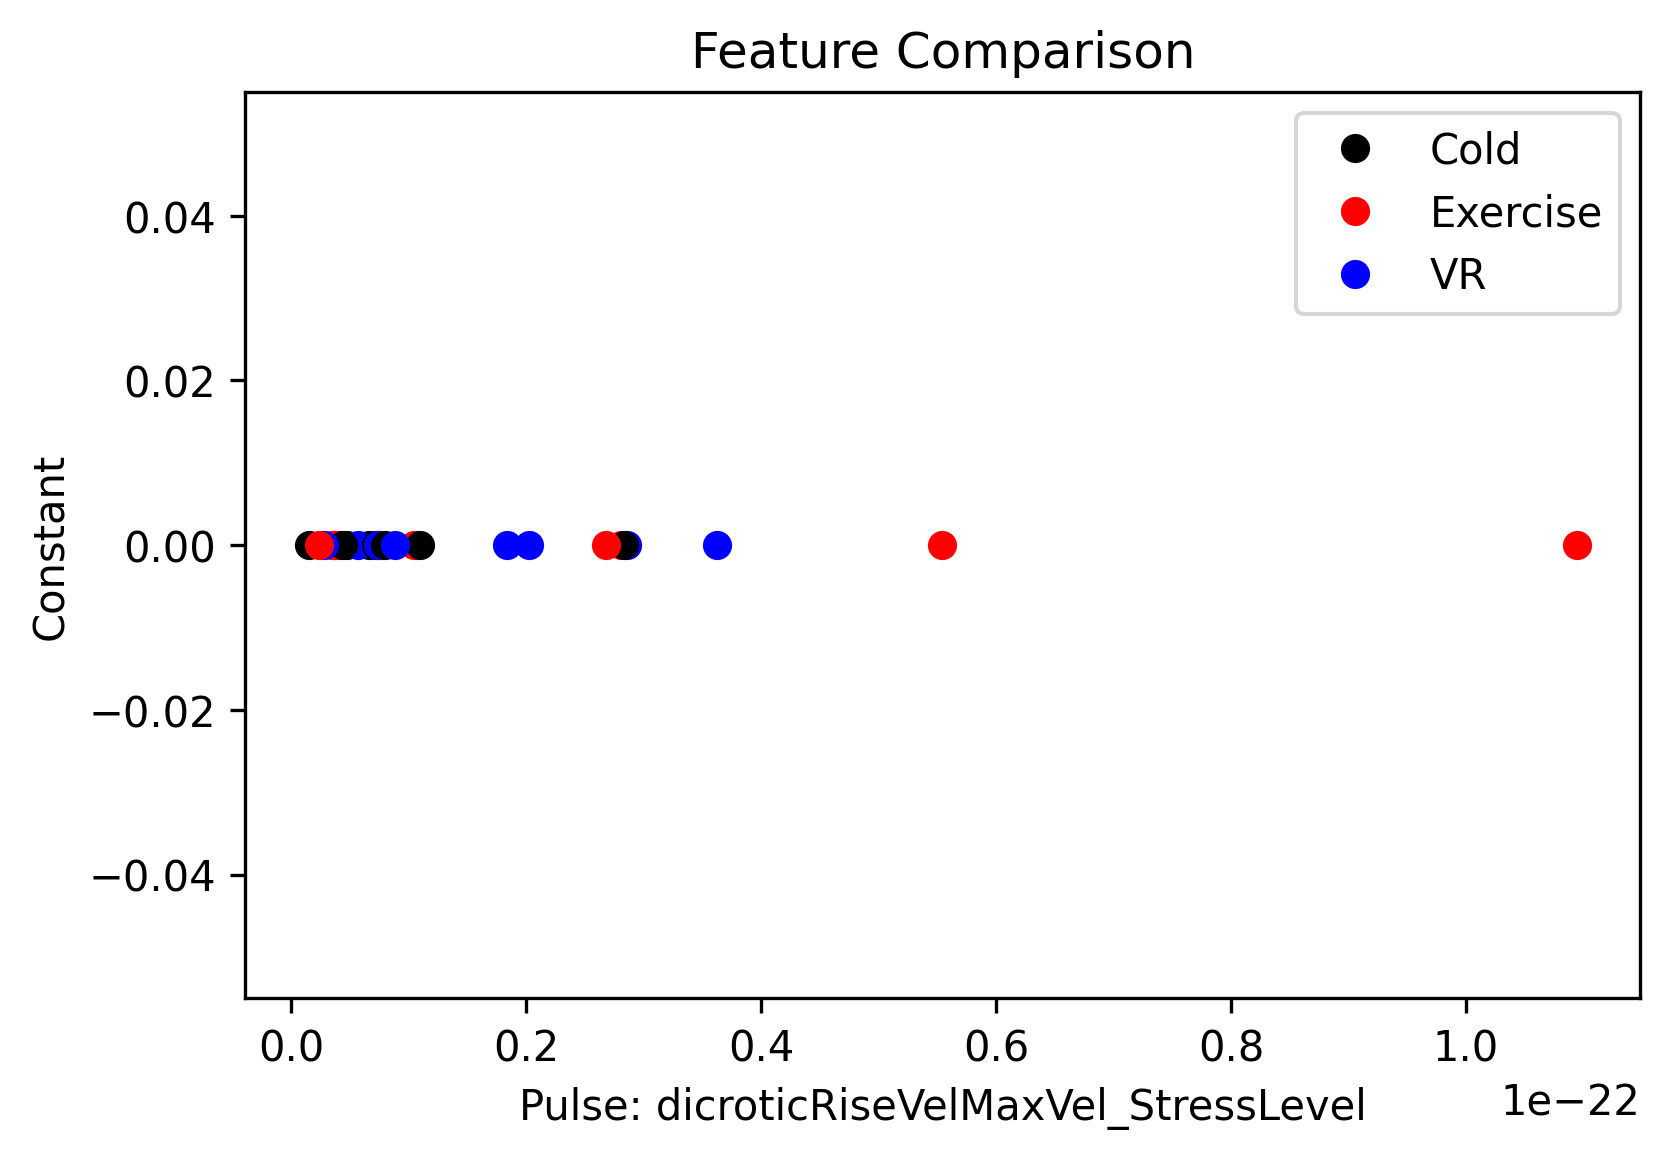 Feature Comparison
Cold
Exercise
VR
0.04
0.02
0.00
−0.02
−0.04
Constant
0.0
0.2
0.4
0.6
0.8
1.0
1e−22
Pulse: dicroticRiseVelMaxVel_StressLevel